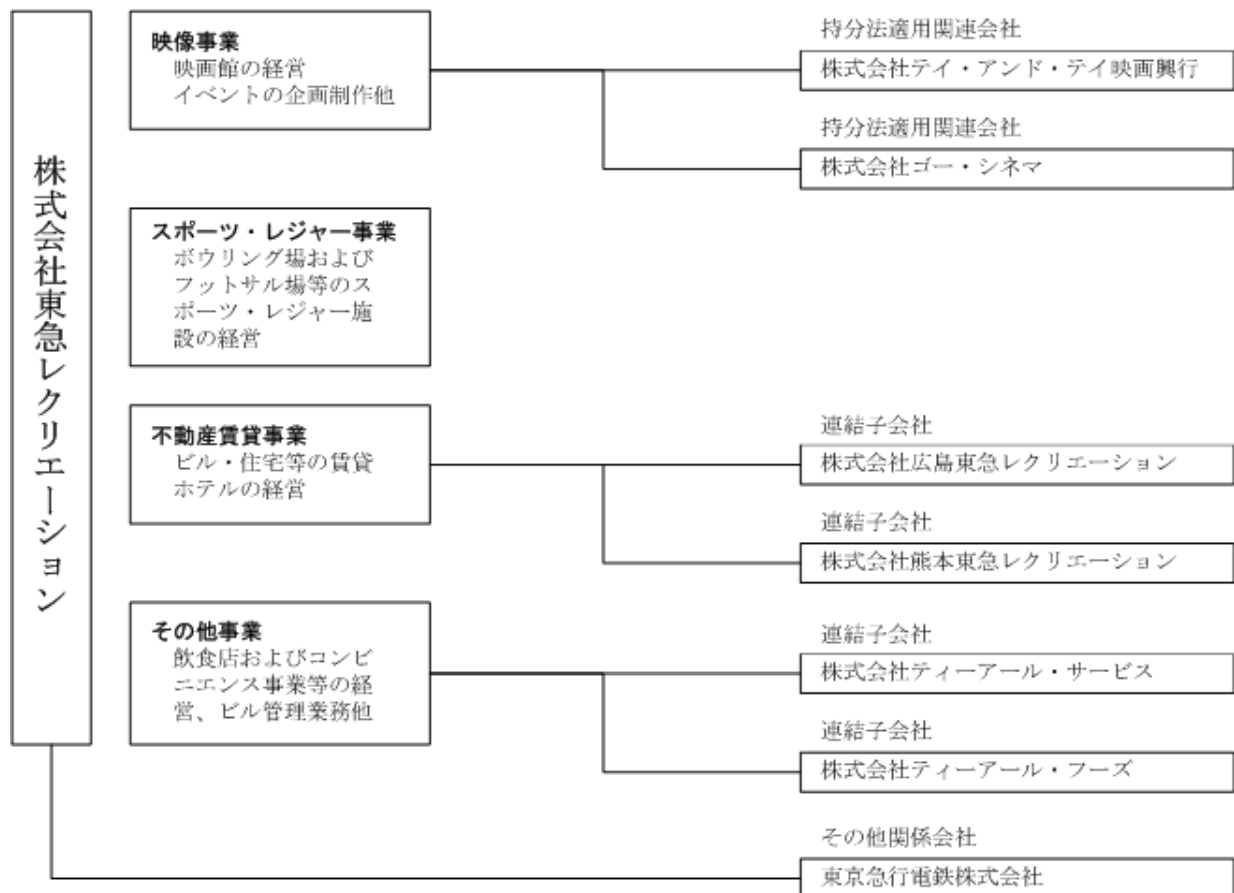 株式会社東急レクリエーション
映像事業
映画館の経営
イベントの企画制作他
持分法適用関連会社
株式会社テイ・アンド・テイ映画興行
持分法適用関連会社
株式会社ゴー・シネマ
スポーツ・レジャー事業
ボウリング場および
フットサル場等のス
ポーツ・レジャー施
設の経営
不動産賃貸事業
ビル・住宅等の賃貸
ホテルの経営
連結子会社
株式会社広島東急レクリエーション
連結子会社
株式会社熊本東急レクリエーション
その他事業
飲食店およびコンビ
ニエンス事業等の経
営、ビル管理業務他
連結子会社
株式会社ティーアール・サービス
連結子会社
株式会社ティーアール・フーズ
その他関係会社
東京急行電鉄株式会社